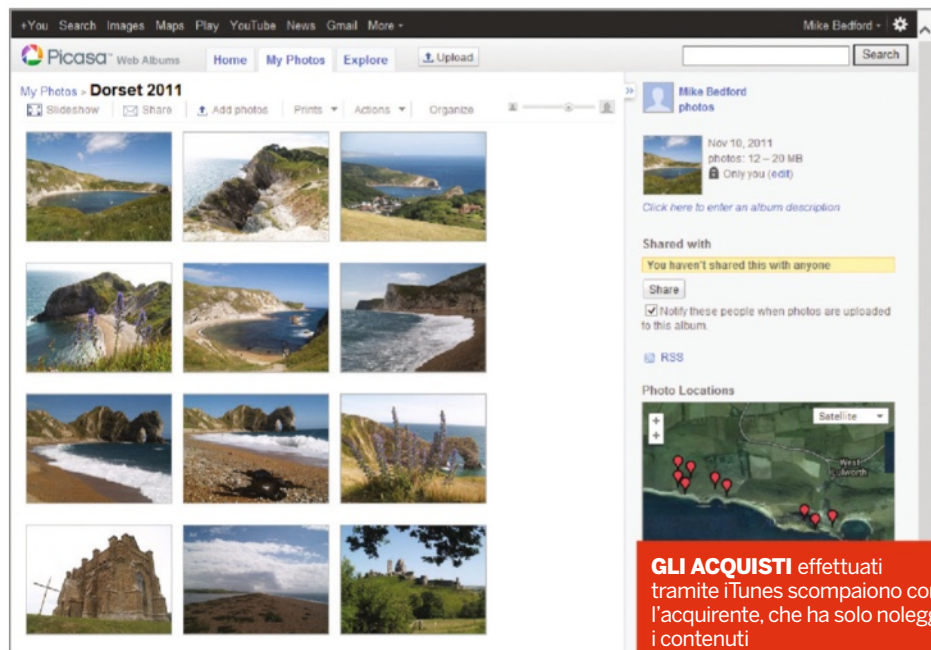 +You Search Images Maps Play YouTube News Gmail More
Mike Bedford
Picasa™ Web Albums
Home My Photos Explore Upload
Search
My Photos > Dorset 2011
Slideshow Share Add photos Prints Actions Organize
»
Mike Bedford
photos
Nov 10, 2011
photos: 12 – 20 MB
Only you (edit)
Click here to enter an album description
Shared with
You haven't shared this with anyone
Share
Notify these people when photos are uploaded
to this album.
RSS
Photo Locations
+
+
Satellite
West
Lulworth
GLI ACQUISTI effettuati
tramite iTunes scompaiono
l'acquirente, che ha solo
i contenuti